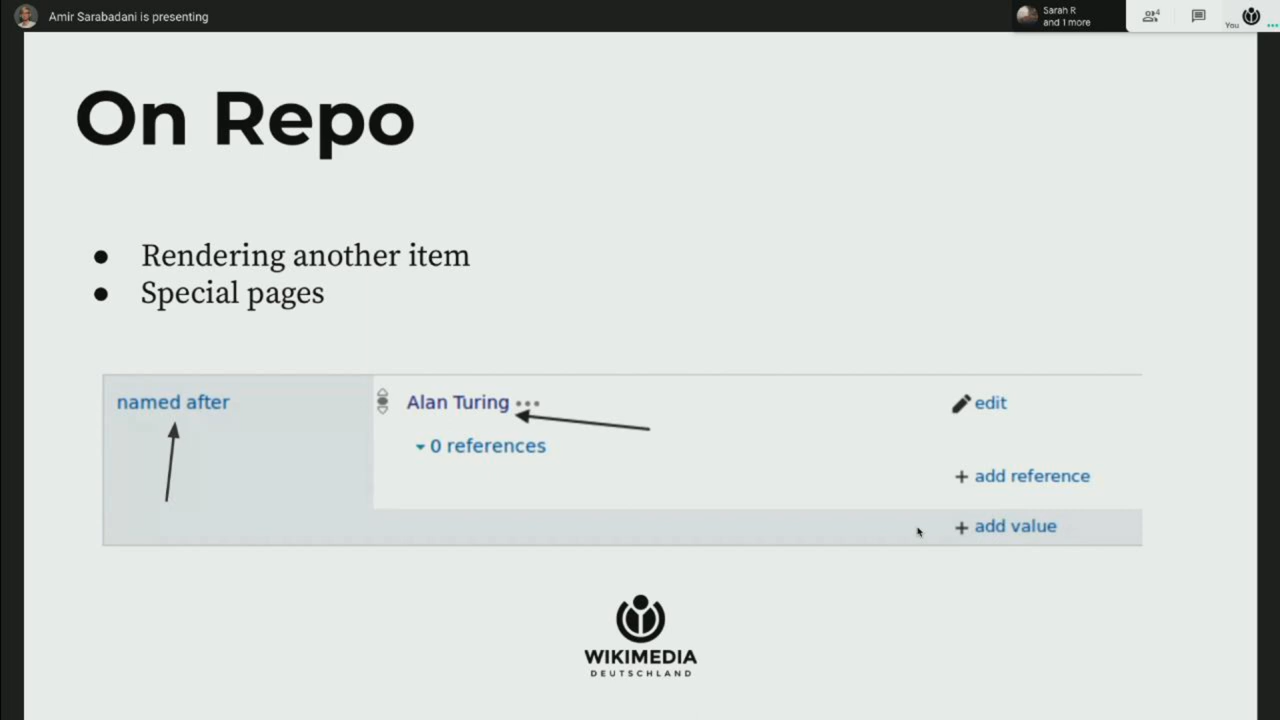 Amir Sarabadani is presenting
Sarah R
and 1 more
4
You
On Repo
● Rendering another item
● Special pages
named after
Alan Turing
edit
0 references
+ add reference
+ add value
WIKIMEDIA
DEUTSCHLAND